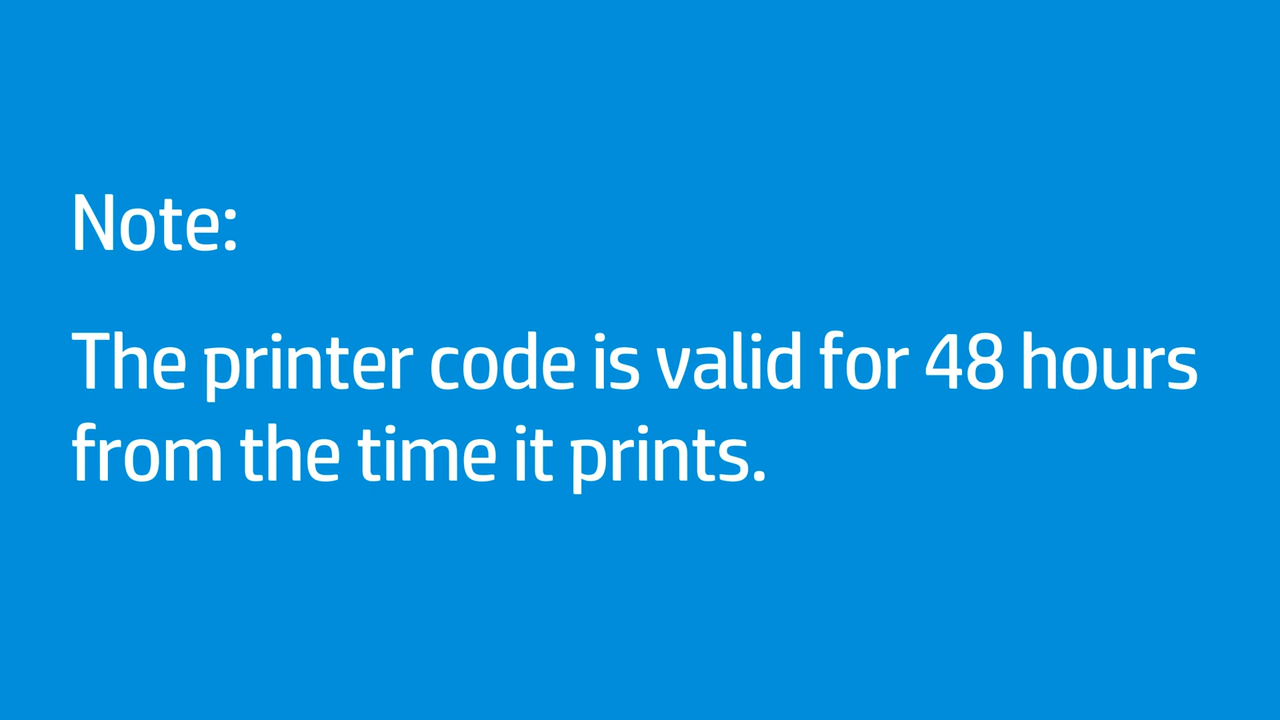 Note:
The printer code is valid for 48 hours
from the time it prints.